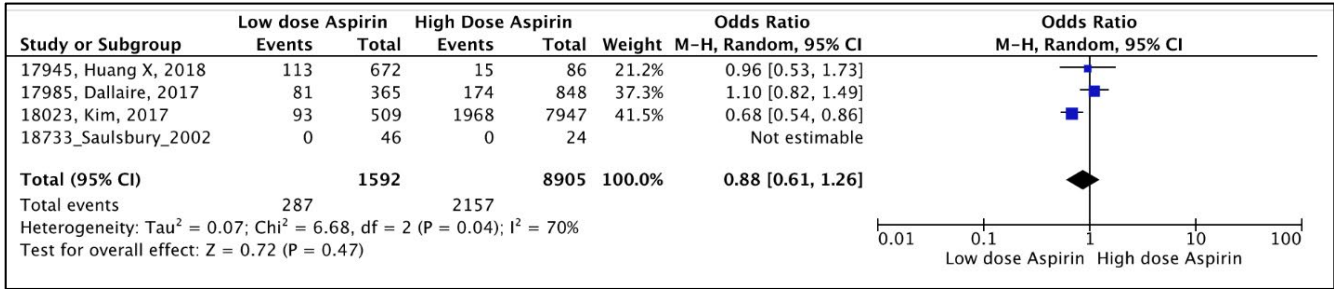 Low dose Aspirin High Dose Aspirin Odds Ratio Odds Ratio
Study or Subgroup Events Total Events Total Weight M-H, Random, 95% CI M-H, Random, 95% CI
17945, Huang X, 2018 113 672 15 86 21.2% 0.96 [0.53, 1.73]
17985, Dallaire, 2017 81 365 174 848 37.3% 1.10 [0.82, 1.49]
18023, Kim, 2017 93 509 1968 7947 41.5% 0.68 [0.54, 0.86]
18733_Saulsbury_2002 0 46 0 24 Not estimable
Total (95% CI) 1592 8905 100.0% 0.88 [0.61, 1.26]
Total events 287 2157
Heterogeneity: Tau² = 0.07; Chi² = 6.68, df = 2 (P = 0.04); I² = 70%
Test for overall effect: Z = 0.72 (P = 0.47)
0.01 0.1 1 10 100
Low dose Aspirin High dose Aspirin